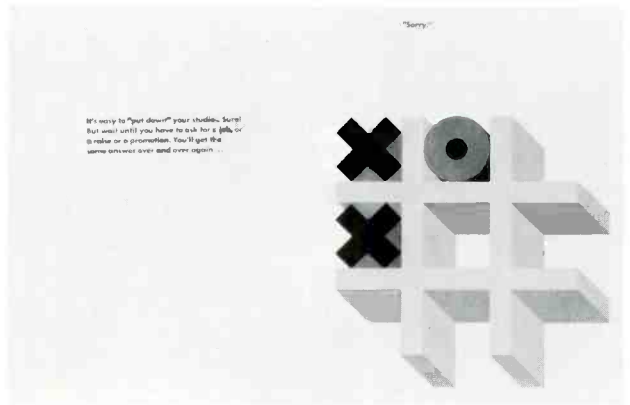 "Sorry."
It's easy to "put down" your studies. Sure!
But wait until you have to ask for a job, or
a raise or a promotion. You'll get the
same answer over and over again ...